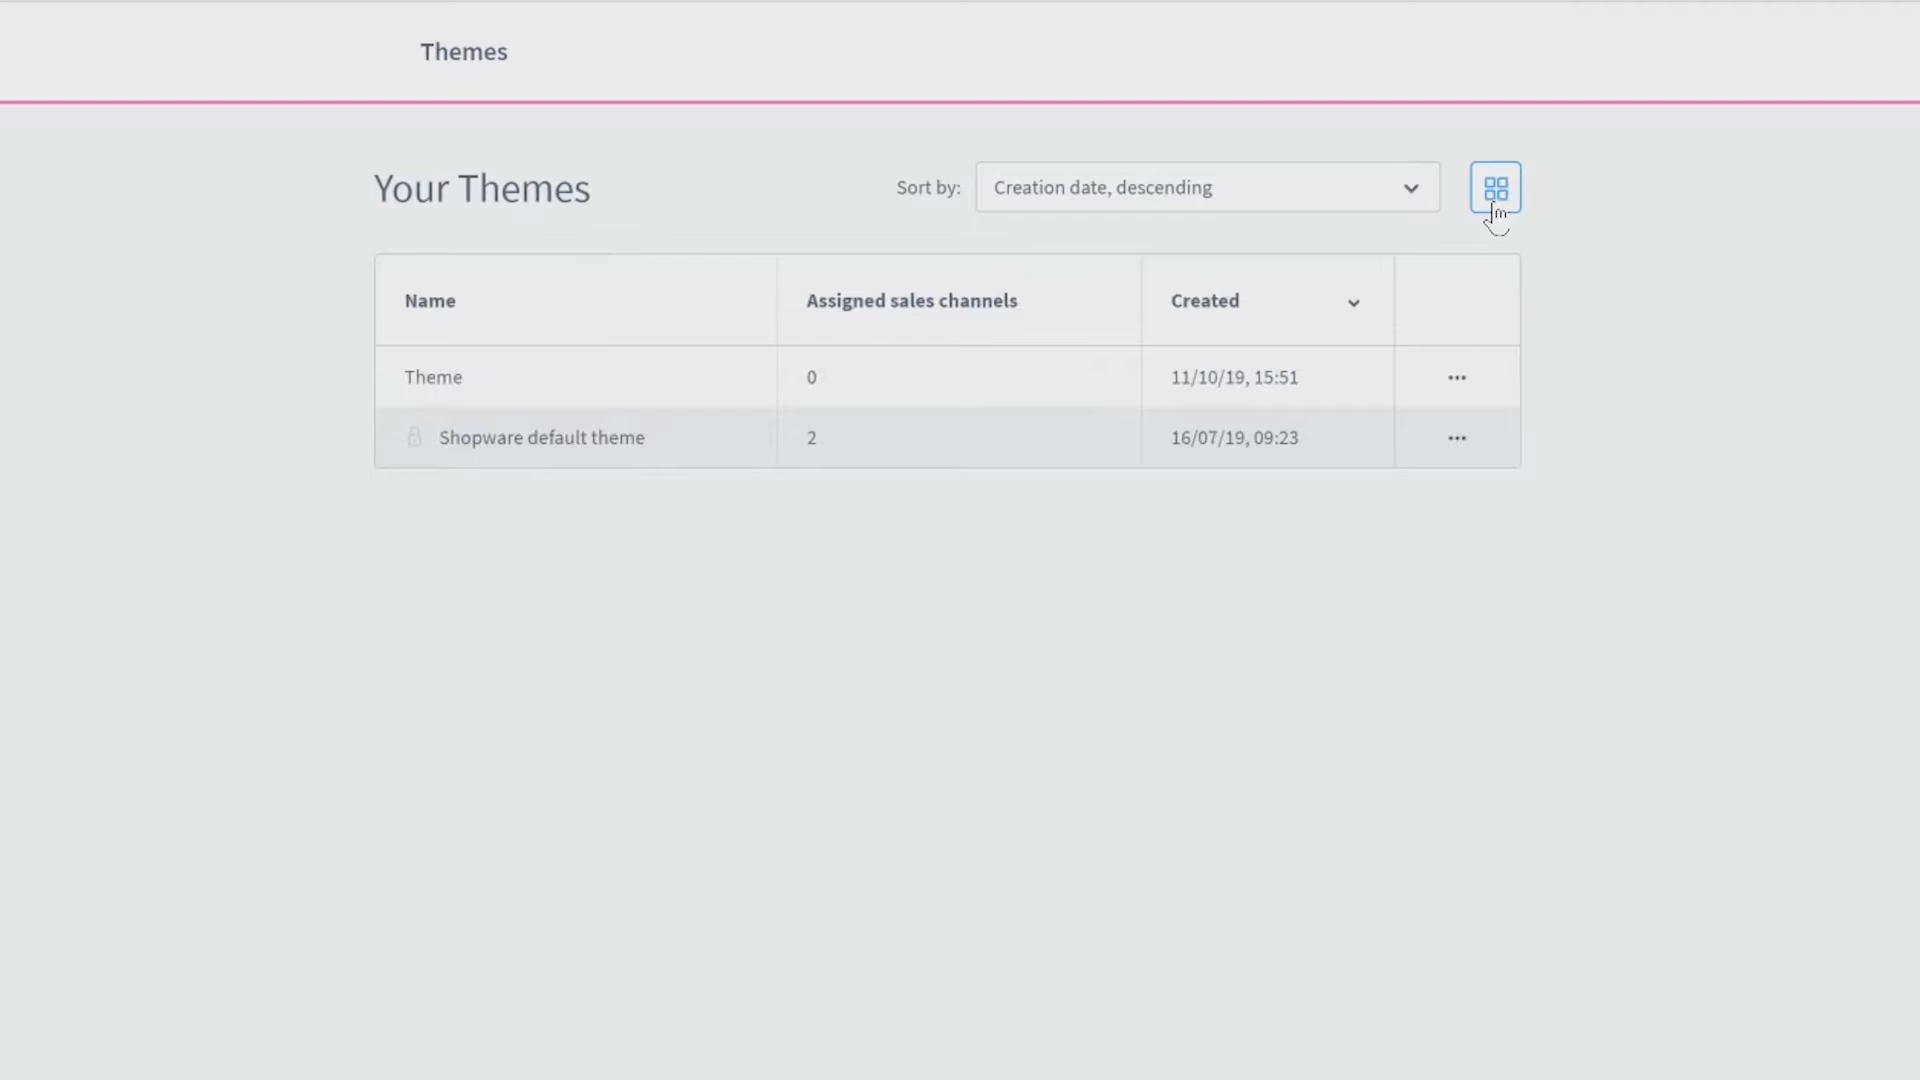 Themes
Your Themes
Sort by: Creation date, descending
Name Assigned sales channels Created
Theme 0 11/10/19, 15:51
Shopware default theme 2 16/07/19, 09:23